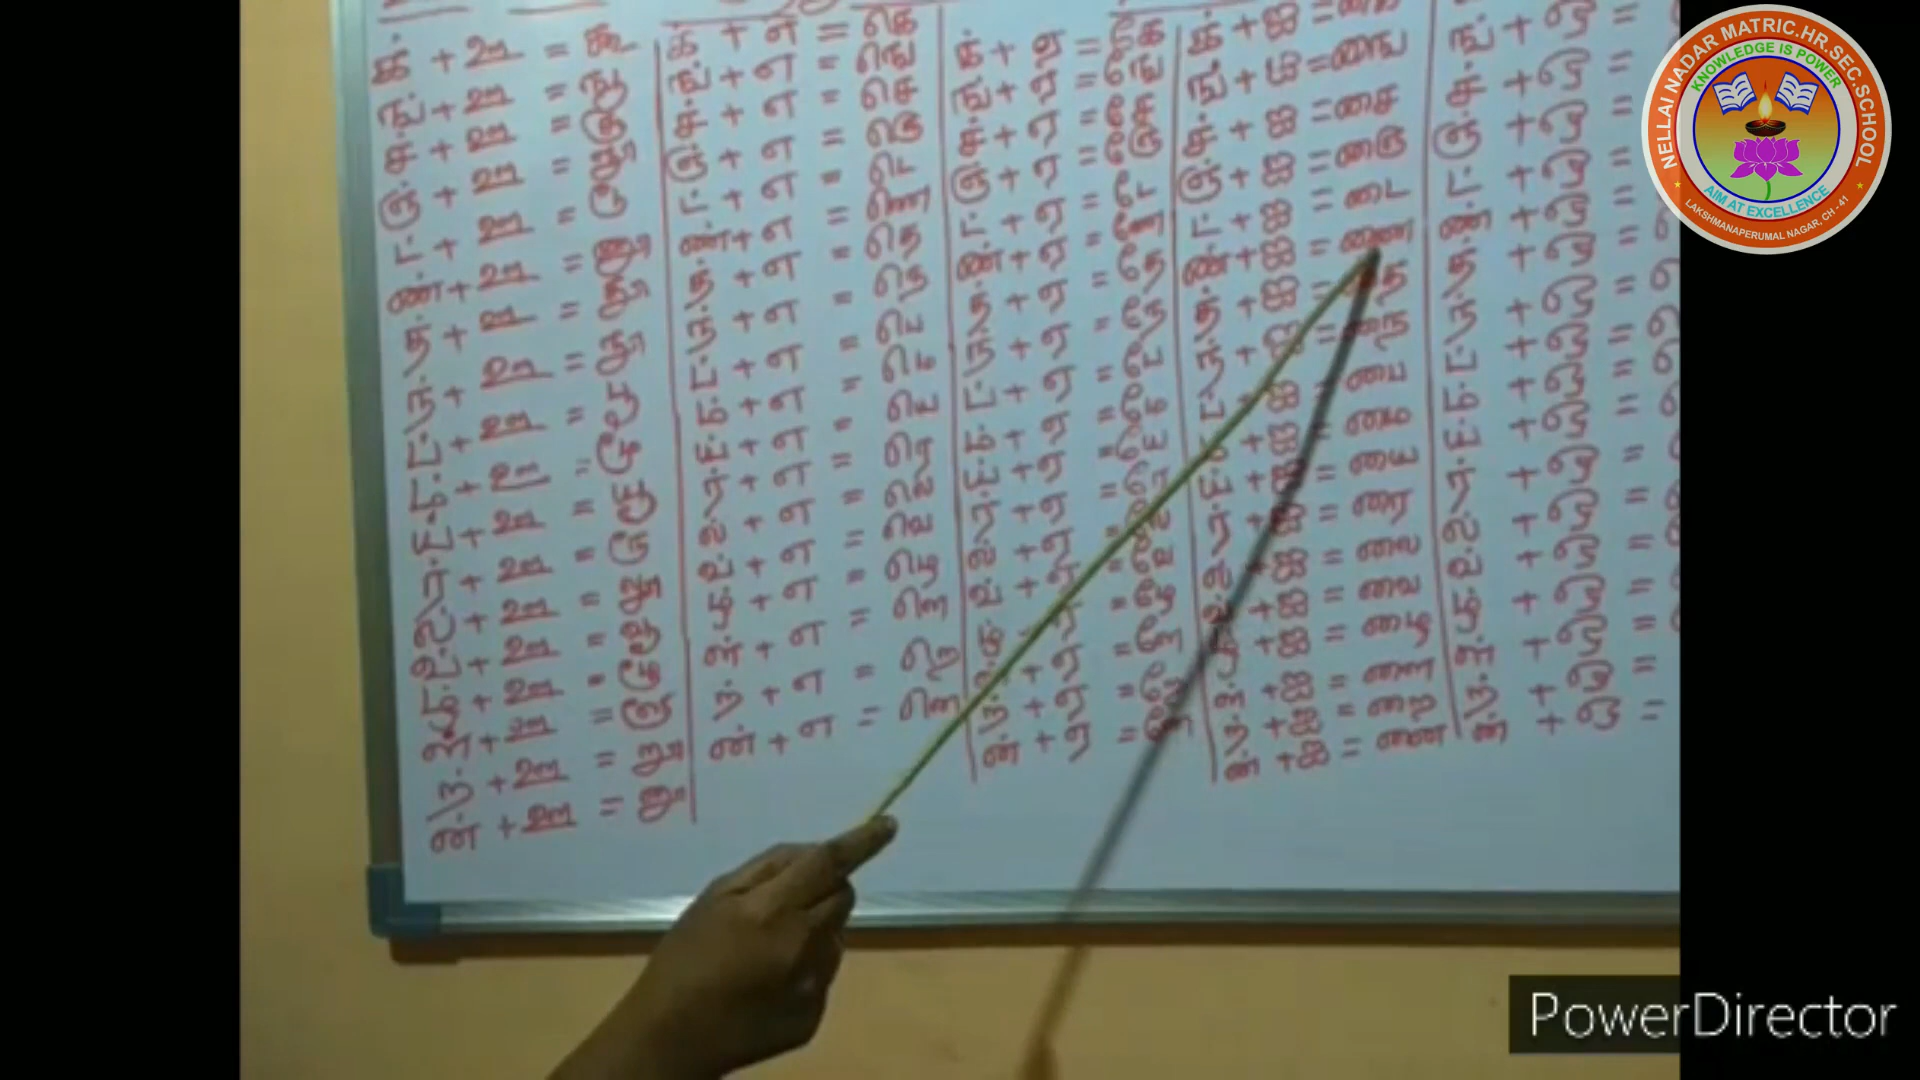 க் + ஊ = கூ
ங் + ஊ = ஙூ
ச் + ஊ = சூ
ஞ் + ஊ = ஞூ
ட் + ஊ = டூ
ண் + ஊ = ணூ
த் + ஊ = தூ
ந் + ஊ = நூ
ப் + ஊ = பூ
ம் + ஊ = மூ
ய் + ஊ = யூ
ர் + ஊ = ரூ
ல் + ஊ = லூ
வ் + ஊ = வூ
ழ் + ஊ = ழூ
ள் + ஊ = ளூ
ற் + ஊ = றூ
ன் + ஊ = னூ
க் + எ = கெ
ங் + எ = ஙெ
ச் + எ = செ
ஞ் + எ = ஞெ
ட் + எ = டெ
ண் + எ = ணெ
த் + எ = தெ
ந் + எ = நெ
ப் + எ = பெ
ம் + எ = மெ
ய் + எ = யெ
ர் + எ = ரெ
ல் + எ = லெ
வ் + எ = வெ
ழ் + எ = ழெ
ள் + எ = ளெ
ற் + எ = றெ
ன் + எ = னெ
க் + ஏ = கே
ங் + ஏ = ஙே
ச் + ஏ = சே
ஞ் + ஏ = ஞே
ட் + ஏ = டே
ண் + ஏ = ணே
த் + ஏ = தே
ந் + ஏ = நே
ப் + ஏ = பே
ம் + ஏ = மே
ய் + ஏ = யே
ர் + ஏ = ரே
ல் + ஏ = லே
வ் + ஏ = வே
ழ் + ஏ = ழே
ன் + ஏ = னே
க் + ஐ = கை
ங் + ஐ = ஙை
ச் + ஐ = சை
ஞ் + ஐ = ஞை
ட் + ஐ = டை
ண் + ஐ = ணை
த் + ஐ = தை
ந் + ஐ = நை
ப் + ஐ = பை
ம் + ஐ = மை
ய் + ஐ = யை
ர் + ஐ = ரை
ல் + ஐ = லை
வ் + ஐ = வை
ழ் + ஐ = ழை
ள் + ஐ = ளை
ற் + ஐ = றை
ன் + ஐ = னை
ங் + ஒ =
ச் + ஒ =
ஞ் + ஒ =
ட் + ஒ =
ண் + ஒ =
த் + ஒ =
ந் + ஒ =
ப் + ஒ =
ம் + ஒ =
ய் + ஒ =
ர் + ஒ =
ல் + ஒ =
வ் + ஒ =
ழ் + ஒ =
ள் + ஒ =
ற் + ஒ =
ன் + ஒ =
NELLAI NADAR MATRIC.HR.SEC.SCHOOL
KNOWLEDGE IS POWER
AIM AT EXCELLENCE
LAKSHMANAPERUMAL NAGAR, CH - 41
PowerDirector